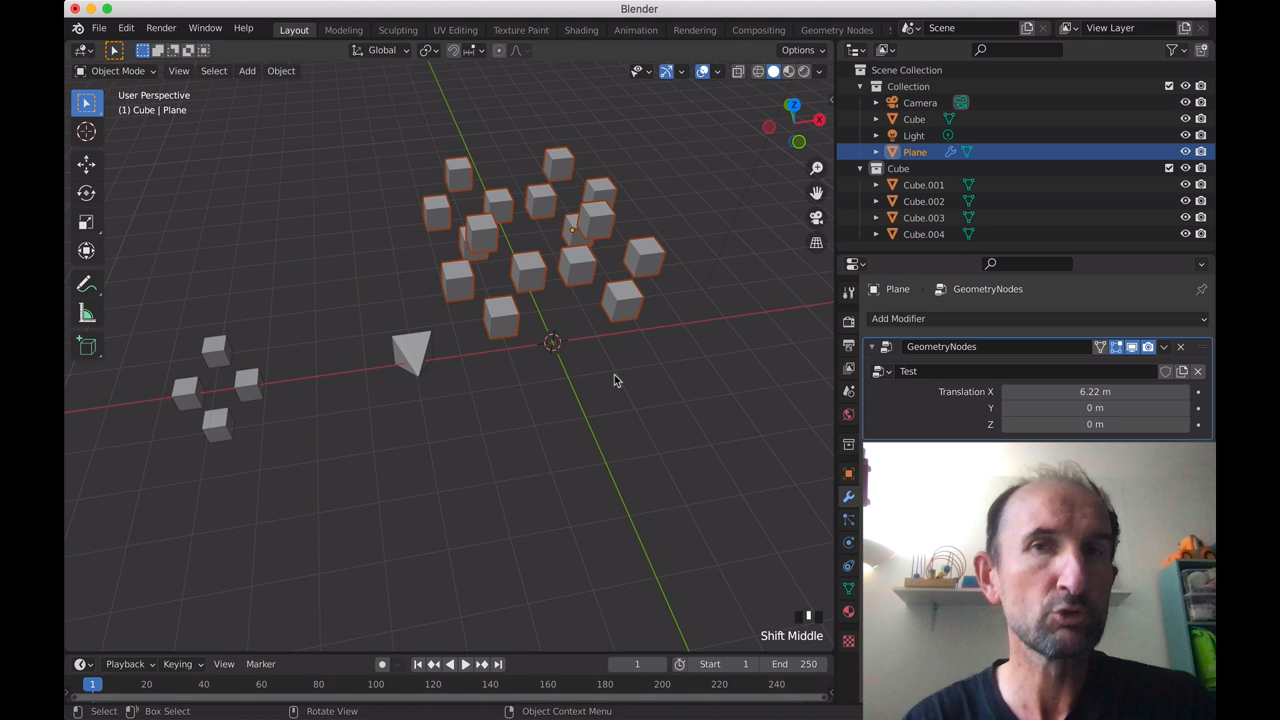 Blender
File Edit Render Window Help
Layout Modeling Sculpting UV Editing Texture Paint Shading Animation Rendering Compositing Geometry Nodes
Scene
View Layer
Global
Options
Object Mode View Select Add Object
User Perspective
(1) Cube | Plane
Z
X
Scene Collection
Collection
Camera
Cube
Light
Plane
Cube
Cube.001
Cube.002
Cube.003
Cube.004
Plane GeometryNodes
Add Modifier
GeometryNodes
Test
Translation X 6.22 m
Y 0 m
Z 0 m
Shift Middle
Playback Keying View Marker
1 Start 1 End 250
1 20 40 60 80 100 120 140 160 180 200 220 240
Select Box Select Rotate View Object Context Menu